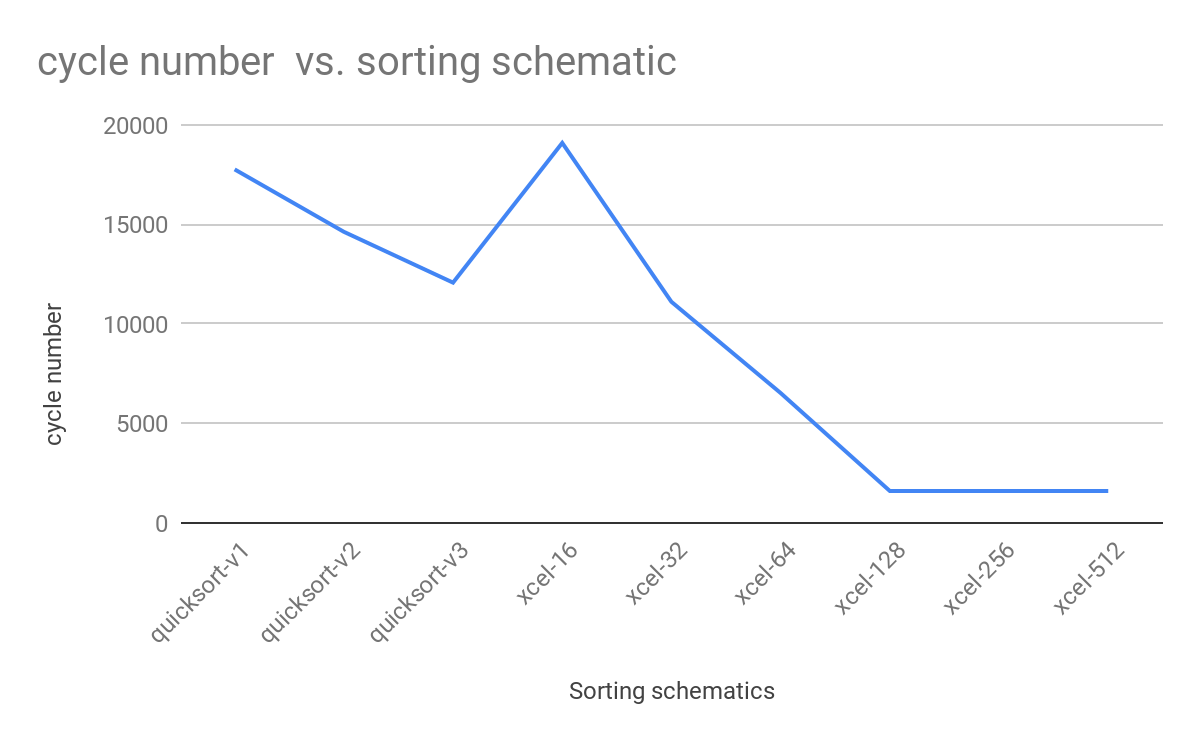 cycle number  vs. sorting schematic
20000
15000
10000
5000
0
cycle number
quicksort-v1
quicksort-v2
quicksort-v3
xcel-16
xcel-32
xcel-64
xcel-128
xcel-256
xcel-512
Sorting schematics